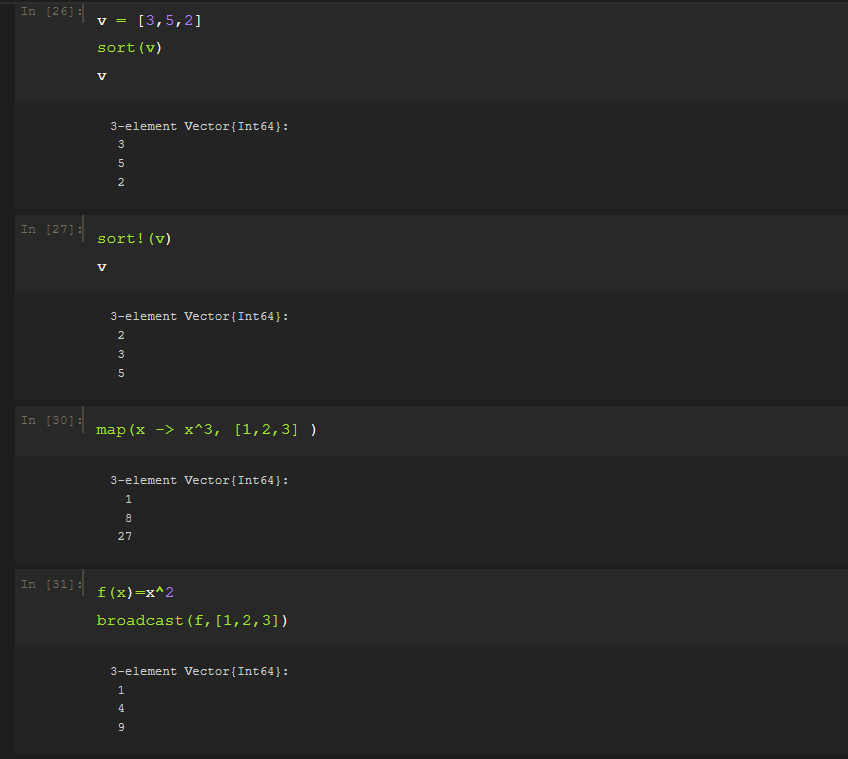 In [26]:
v = [3,5,2]
sort(v)
v
3-element Vector{Int64}:
3
5
2
In [27]:
sort!(v)
v
3-element Vector{Int64}:
2
3
5
In [30]:
map(x -> x^3, [1,2,3] )
3-element Vector{Int64}:
1
8
27
In [31]:
f(x)=x^2
broadcast(f,[1,2,3])
3-element Vector{Int64}:
1
4
9